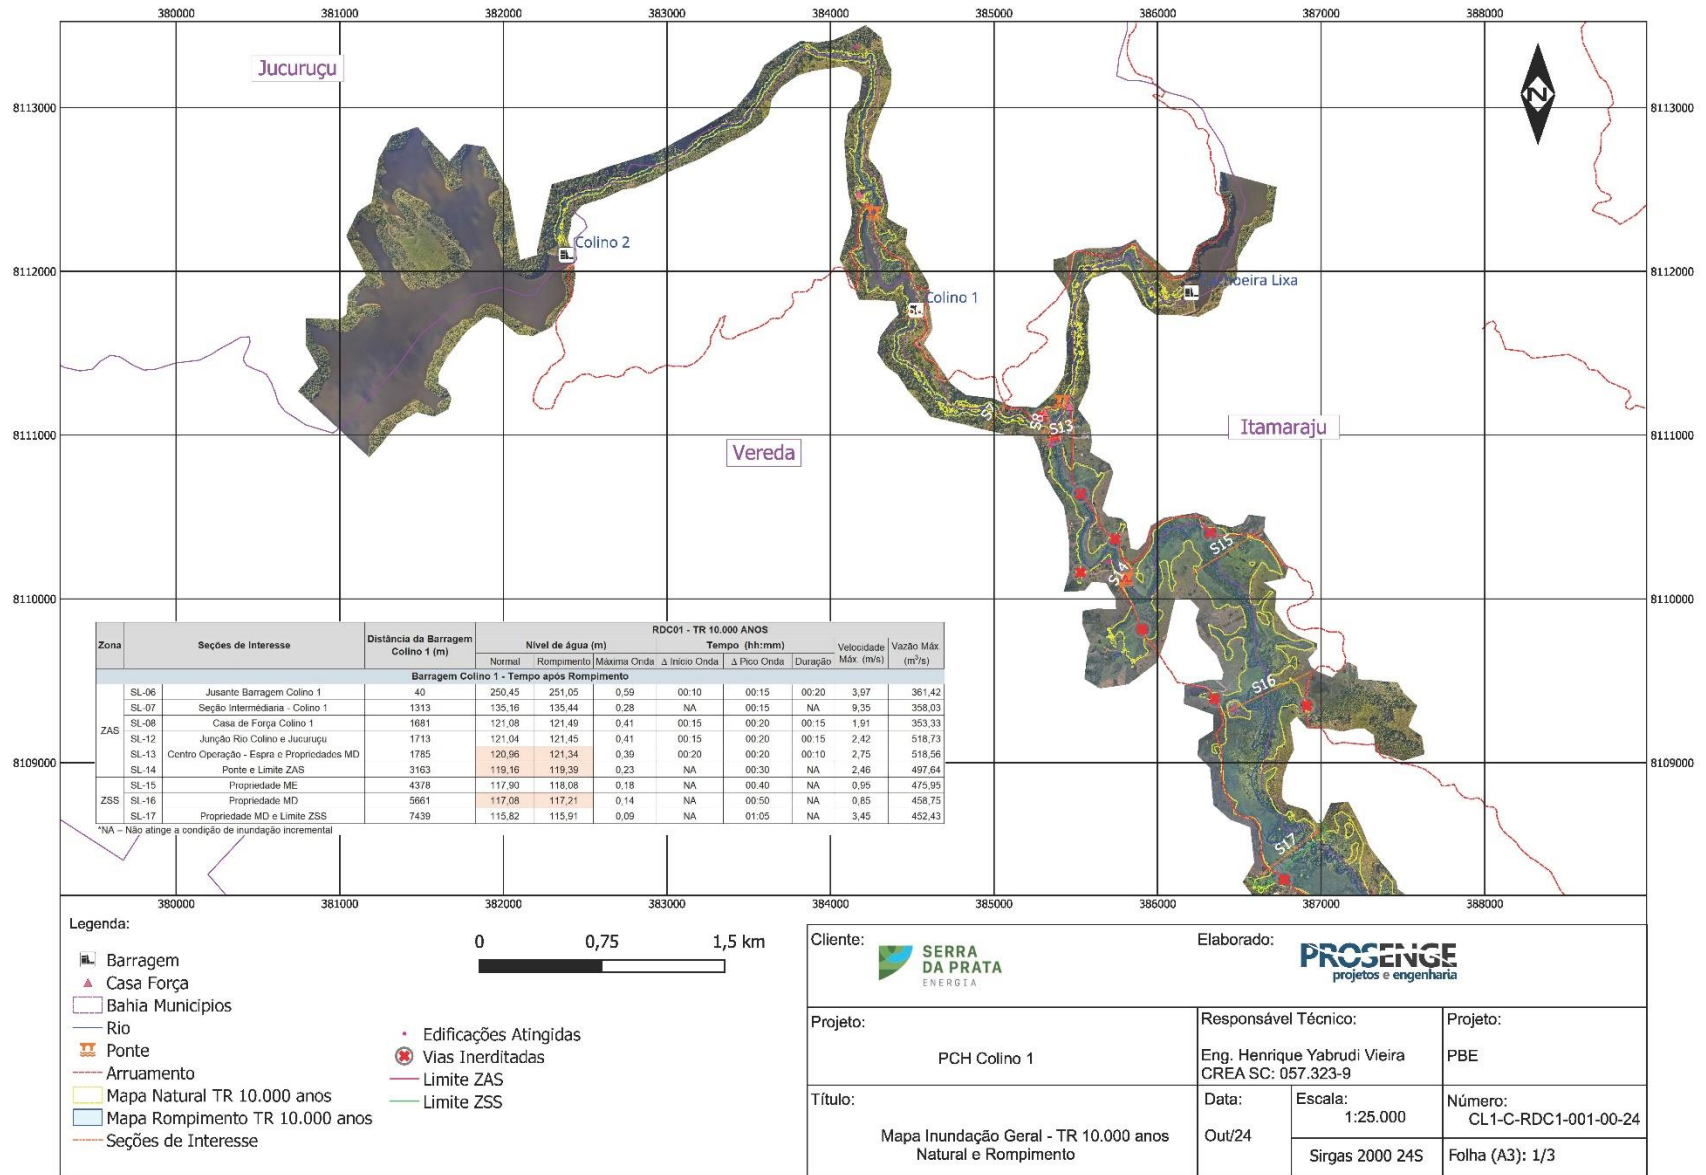 380000 381000 382000 383000 384000 385000 386000 387000 388000
Jucuruçu
8113000 8113000
N
Colino 2
8112000 8112000
Colino 1
oeira Lixa
8111000 8111000
S7
S8
S13
Itamaraju
Vereda
S15
S14
8110000 8110000
S16
8109000 8109000
S17
RDC01 - TR 10.000 ANOS
Zona Seções de Interesse Distância da Barragem Colino 1 (m) Nível de água (m) Tempo (hh:mm) Velocidade Máx. (m/s) Vazão Máx. (m³/s)
Normal Rompimento Máxima Onda Δ Início Onda Δ Pico Onda Duração
Barragem Colino 1 - Tempo após Rompimento
ZAS
SL-06 Jusante Barragem Colino 1 40 250,45 251,05 0,59 00:10 00:15 00:20 3,97 361,42
SL-07 Seção Intermédiaria - Colino 1 1313 135,16 135,44 0,28 NA 00:15 NA 9,35 358,03
SL-08 Casa de Força Colino 1 1681 121,08 121,49 0,41 00:15 00:20 00:15 1,91 353,33
SL-12 Junção Rio Colino e Jucuruçu 1713 121,04 121,45 0,41 00:15 00:20 00:15 2,42 518,73
SL-13 Centro Operação - Espra e Propriedades MD 1785 120,96 121,34 0,39 00:20 00:20 00:10 2,75 518,56
SL-14 Ponte e Limite ZAS 3163 119,16 119,39 0,23 NA 00:30 NA 2,46 497,64
ZSS
SL-15 Propriedade ME 4378 117,90 118,08 0,18 NA 00:40 NA 0,95 475,95
SL-16 Propriedade MD 5661 117,08 117,21 0,14 NA 00:50 NA 0,85 458,75
SL-17 Propriedade MD e Limite ZSS 7439 115,82 115,91 0,09 NA 01:05 NA 3,45 452,43
*NA – Não atinge a condição de inundação incremental
380000 381000 382000 383000 384000 385000 386000 387000 388000
Legenda:
Barragem
Casa Força
Bahia Municípios
Rio
Ponte
Arruamento
Mapa Natural TR 10.000 anos
Mapa Rompimento TR 10.000 anos
Seções de Interesse
Edificações Atingidas
Vias Inerditadas
Limite ZAS
Limite ZSS
0 0,75 1,5 km
Cliente:
SERRA
DA PRATA
ENERGIA
Elaborado:
PROSENGE
projetos e engenharia
Projeto:
PCH Colino 1
Responsável Técnico:
Eng. Henrique Yabrudi Vieira
CREA SC: 057.323-9
Projeto:
PBE
Título:
Mapa Inundação Geral - TR 10.000 anos
Natural e Rompimento
Data:
Out/24
Escala:
1:25.000
Sirgas 2000 24S
Número:
CL1-C-RDC1-001-00-24
Folha (A3): 1/3